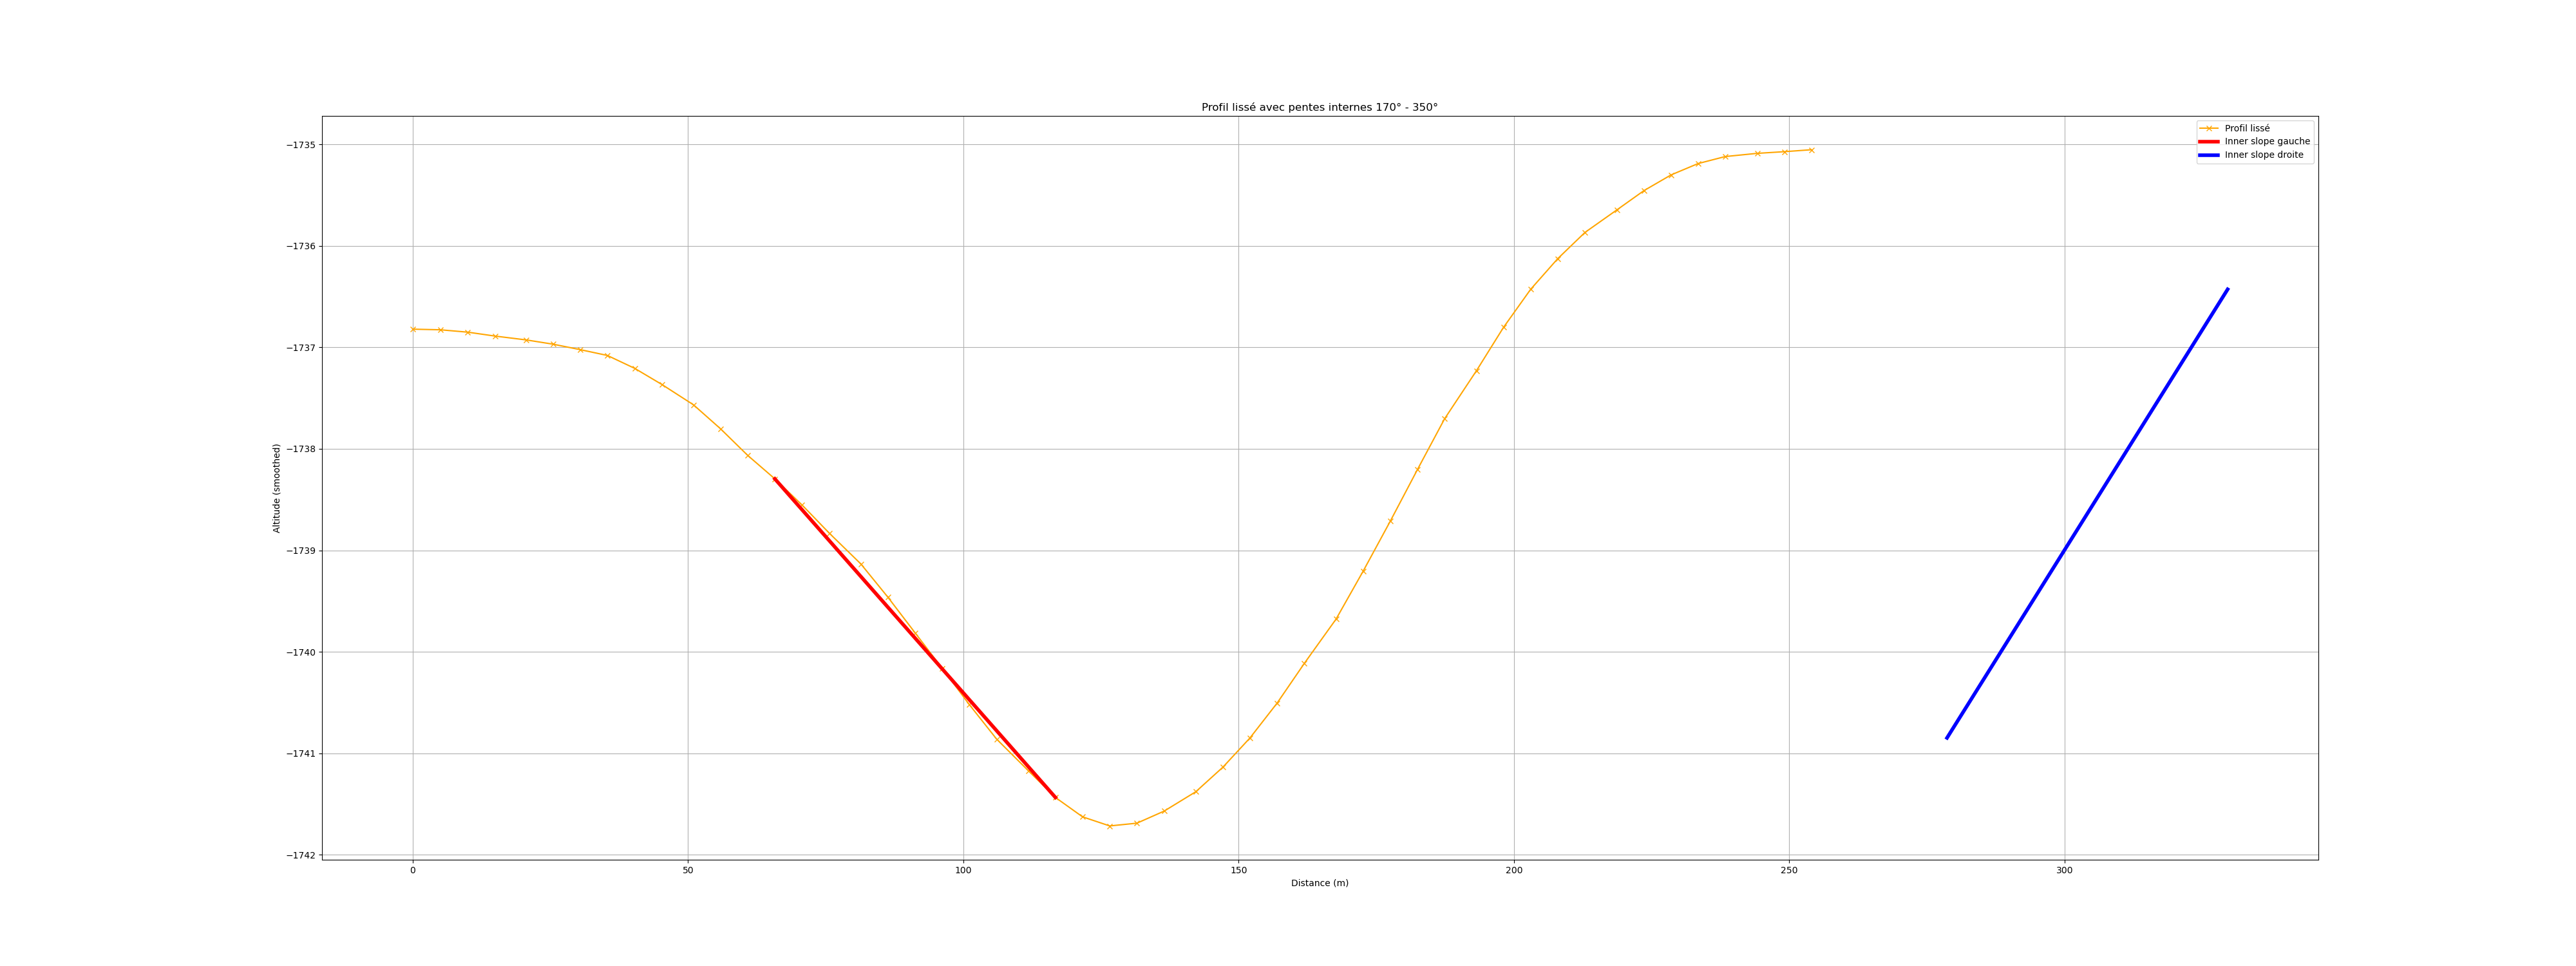 Profil lissé avec pentes internes 170° - 350°
Profil lissé
Inner slope gauche
Inner slope droite
Altitude (smoothed)
−1735
−1736
−1737
−1738
−1739
−1740
−1741
−1742
0 50 100 150 200 250 300
Distance (m)